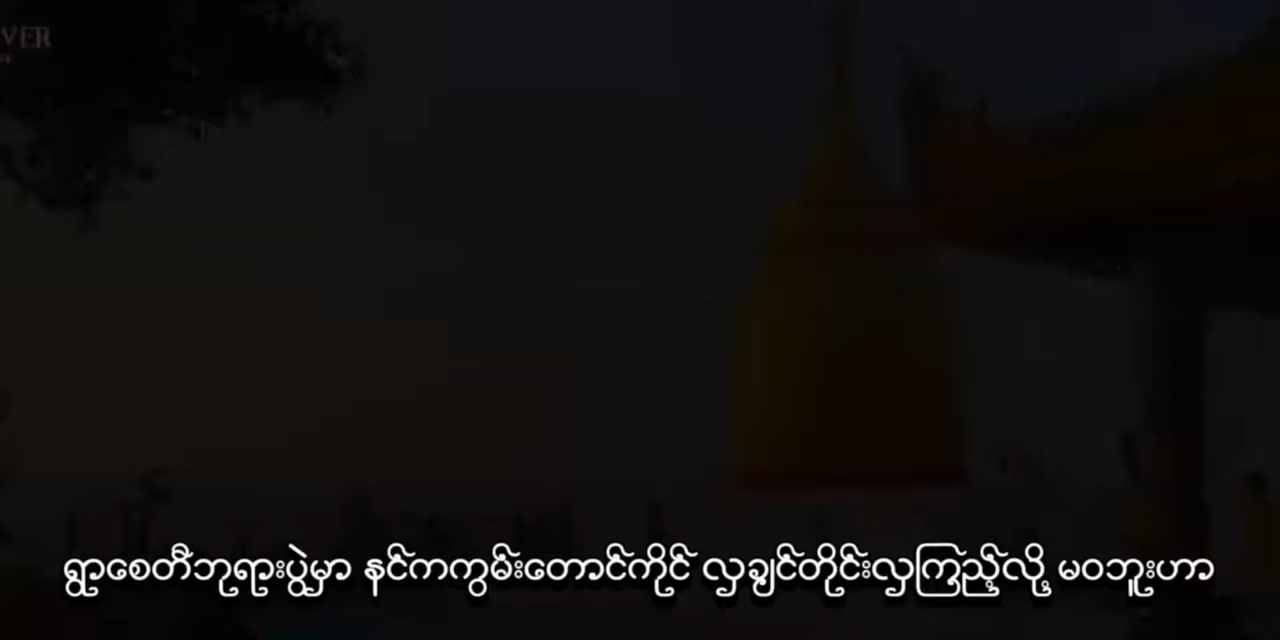 VER
ရွာစေတီဘုရားပွဲမှာ နင်ကကွမ်းတောင်ကိုင် လှချင်တိုင်းလှကြည့်လို့ မဝဘူးဟာ